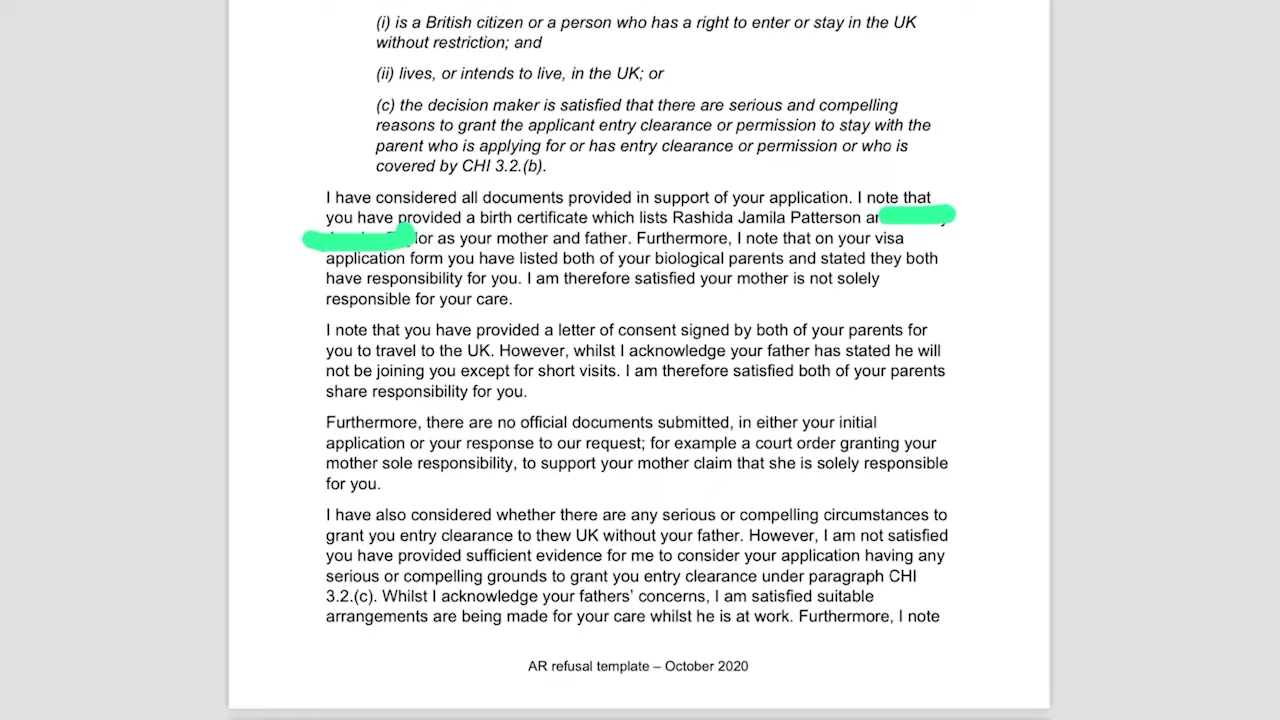 (i) is a British citizen or a person who has a right to enter or stay in the UK
without restriction; and
(ii) lives, or intends to live, in the UK; or
(c) the decision maker is satisfied that there are serious and compelling
reasons to grant the applicant entry clearance or permission to stay with the
parent who is applying for or has entry clearance or permission or who is
covered by CHI 3.2.(b).
I have considered all documents provided in support of your application. I note that
you have provided a birth certificate which lists Rashida Jamila Patterson
as your mother and father. Furthermore, I note that on your visa
application form you have listed both of your biological parents and stated they both
have responsibility for you. I am therefore satisfied your mother is not solely
responsible for your care.
I note that you have provided a letter of consent signed by both of your parents for
you to travel to the UK. However, whilst I acknowledge your father has stated he will
not be joining you except for short visits. I am therefore satisfied both of your parents
share responsibility for you.
Furthermore, there are no official documents submitted, in either your initial
application or your response to our request; for example a court order granting your
mother sole responsibility, to support your mother claim that she is solely responsible
for you.
I have also considered whether there are any serious or compelling circumstances to
grant you entry clearance to thew UK without your father. However, I am not satisfied
you have provided sufficient evidence for me to consider your application having any
serious or compelling grounds to grant you entry clearance under paragraph CHI
3.2.(c). Whilst I acknowledge your fathers’ concerns, I am satisfied suitable
arrangements are being made for your care whilst he is at work. Furthermore, I note
AR refusal template – October 2020